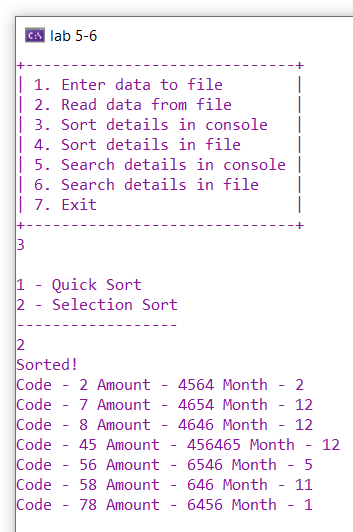 C:\ lab 5-6
+------------------------------+
| 1. Enter data to file        |
| 2. Read data from file       |
| 3. Sort details in console   |
| 4. Sort details in file      |
| 5. Search details in console |
| 6. Search details in file    |
| 7. Exit                      |
+------------------------------+
3
1 - Quick Sort
2 - Selection Sort
------------------
2
Sorted!
Code - 2 Amount - 4564 Month - 2
Code - 7 Amount - 4654 Month - 12
Code - 8 Amount - 4646 Month - 12
Code - 45 Amount - 456465 Month - 12
Code - 56 Amount - 6546 Month - 5
Code - 58 Amount - 646 Month - 11
Code - 78 Amount - 6456 Month - 1